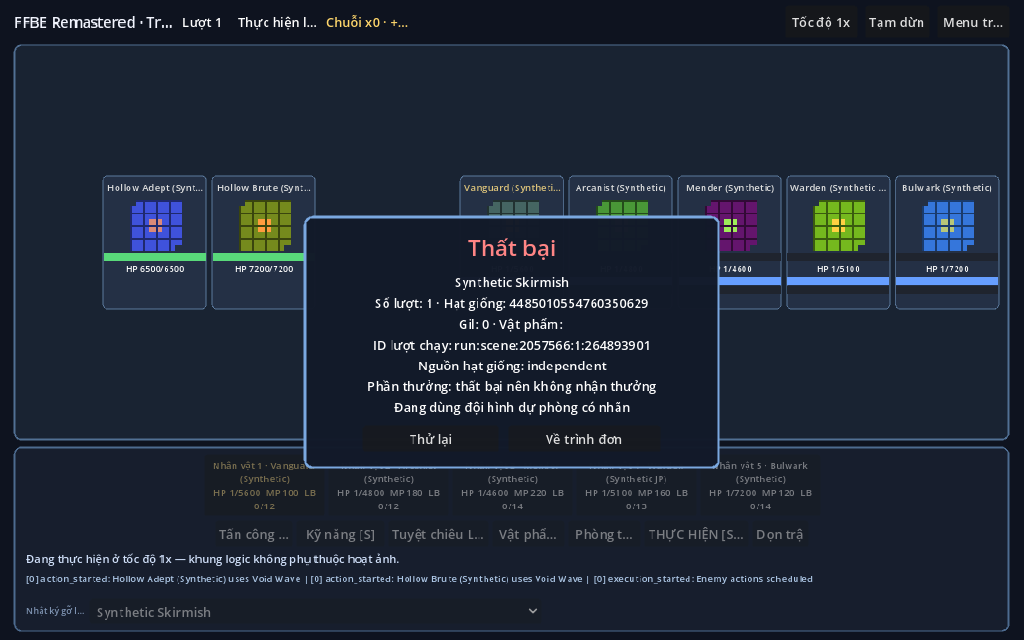 FFBE Remastered · Tr... Lượt 1 Thực hiện l... Chuỗi x0 · +... Tốc độ 1x Tạm dừn Menu tr...
Hollow Adept (Synt... Hollow Brute (Synt... Vanguard (Syntheti... Arcanist (Synthetic) Mender (Synthetic) Warden (Synthetic ... Bulwark (Synthetic)
HP 6500/6500 HP 7200/7200 1/4600 HP 1/5100 HP 1/7200
Thất bại
Synthetic Skirmish
Số lượt: 1 · Hạt giống: 4485010554760350629
Gil: 0 · Vật phẩm:
ID lượt chạy: run:scene:2057566:1:264893901
Nguồn hạt giống: independent
Phần thưởng: thất bại nên không nhận thưởng
Đang dùng đội hình dự phòng có nhãn
Thử lại Về trình đơn
Nhân vật 1 · Vangua Nhân vật 5 · Bulwark
(Synthetic) (Synthetic) (Synthetic) (Synthetic JP) (Synthetic)
HP 1/5600 MP 100 LB HP 1/4800 MP 180 LB HP 1/4600 MP 220 LB HP 1/5100 MP 160 LB HP 1/7200 MP 120 LB
0/12 0/14 0/14 0/13 0/14
Tấn công ... Kỹ năng [S] Tuyệt chiêu L... Vật phẩ... Phòng t... THỰC HIỆN [S... Dọn trậ
Đang thực hiện ở tốc độ 1x — khung logic không phụ thuộc hoạt ảnh.
[0] action_started: Hollow Adept (Synthetic) uses Void Wave | [0] action_started: Hollow Brute (Synthetic) uses Void Wave | [0] execution_started: Enemy actions scheduled
Nhật ký gỡ l... Synthetic Skirmish